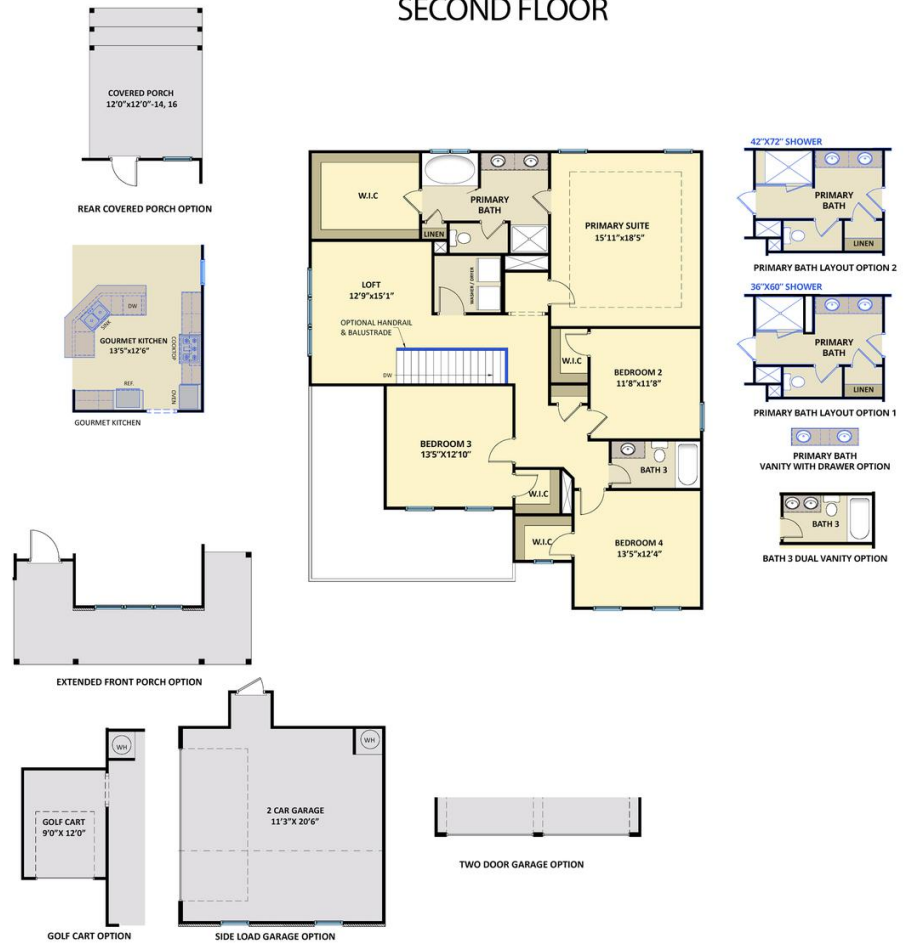 SECOND FLOOR
COVERED PORCH
12'0"x12'0"-14, 16
REAR COVERED PORCH OPTION
DW
SINK
GOURMET KITCHEN
13'5"x12'6"
COOKTOP
REF.
OVEN
GOURMET KITCHEN
W.I.C
PRIMARY
BATH
LINEN
PRIMARY SUITE
15'11"x18'5"
LOFT
12'9"x15'1"
WASHER / DRYER
OPTIONAL HANDRAIL
& BALUSTRADE
DW
W.I.C
BEDROOM 2
11'8"x11'8"
BEDROOM 3
13'5"X12'10"
BATH 3
W.I.C
W.I.C
BEDROOM 4
13'5"x12'4"
42"X72" SHOWER
PRIMARY
BATH
LINEN
PRIMARY BATH LAYOUT OPTION 2
36"X60" SHOWER
PRIMARY
BATH
LINEN
PRIMARY BATH LAYOUT OPTION 1
PRIMARY BATH
VANITY WITH DRAWER OPTION
BATH 3
BATH 3 DUAL VANITY OPTION
EXTENDED FRONT PORCH OPTION
WH
GOLF CART
9'0"X 12'0"
GOLF CART OPTION
WH
2 CAR GARAGE
11'3"X 20'6"
SIDE LOAD GARAGE OPTION
TWO DOOR GARAGE OPTION